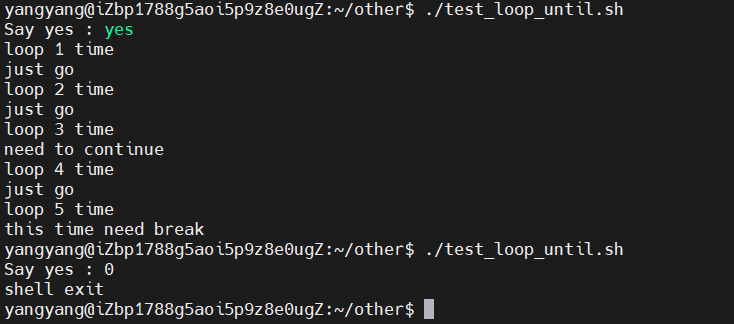 yangyang@iZbp1788g5aoi5p9z8e0ugZ:~/other$ ./test_loop_until.sh
Say yes : yes
loop 1 time
just go
loop 2 time
just go
loop 3 time
need to continue
loop 4 time
just go
loop 5 time
this time need break
yangyang@iZbp1788g5aoi5p9z8e0ugZ:~/other$ ./test_loop_until.sh
Say yes : 0
shell exit
yangyang@iZbp1788g5aoi5p9z8e0ugZ:~/other$